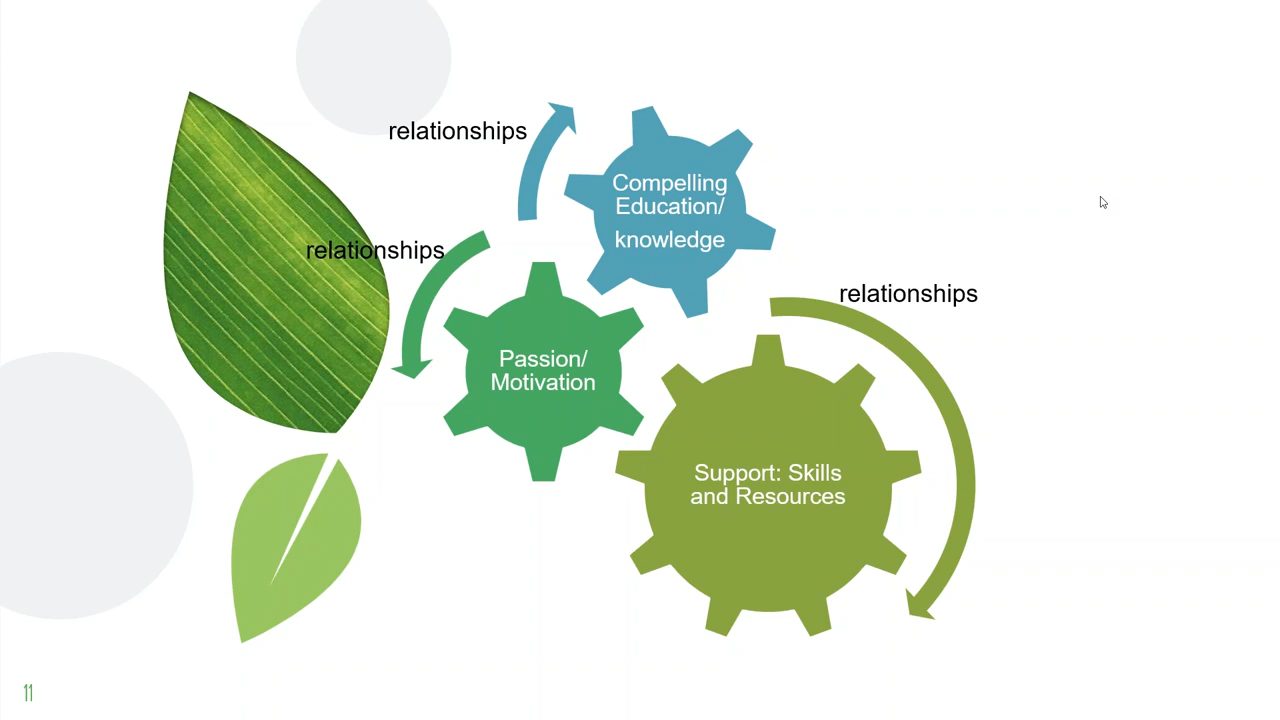 relationships
Compelling
Education/
knowledge
relationships
relationships
Passion/
Motivation
Support: Skills
and Resources
11